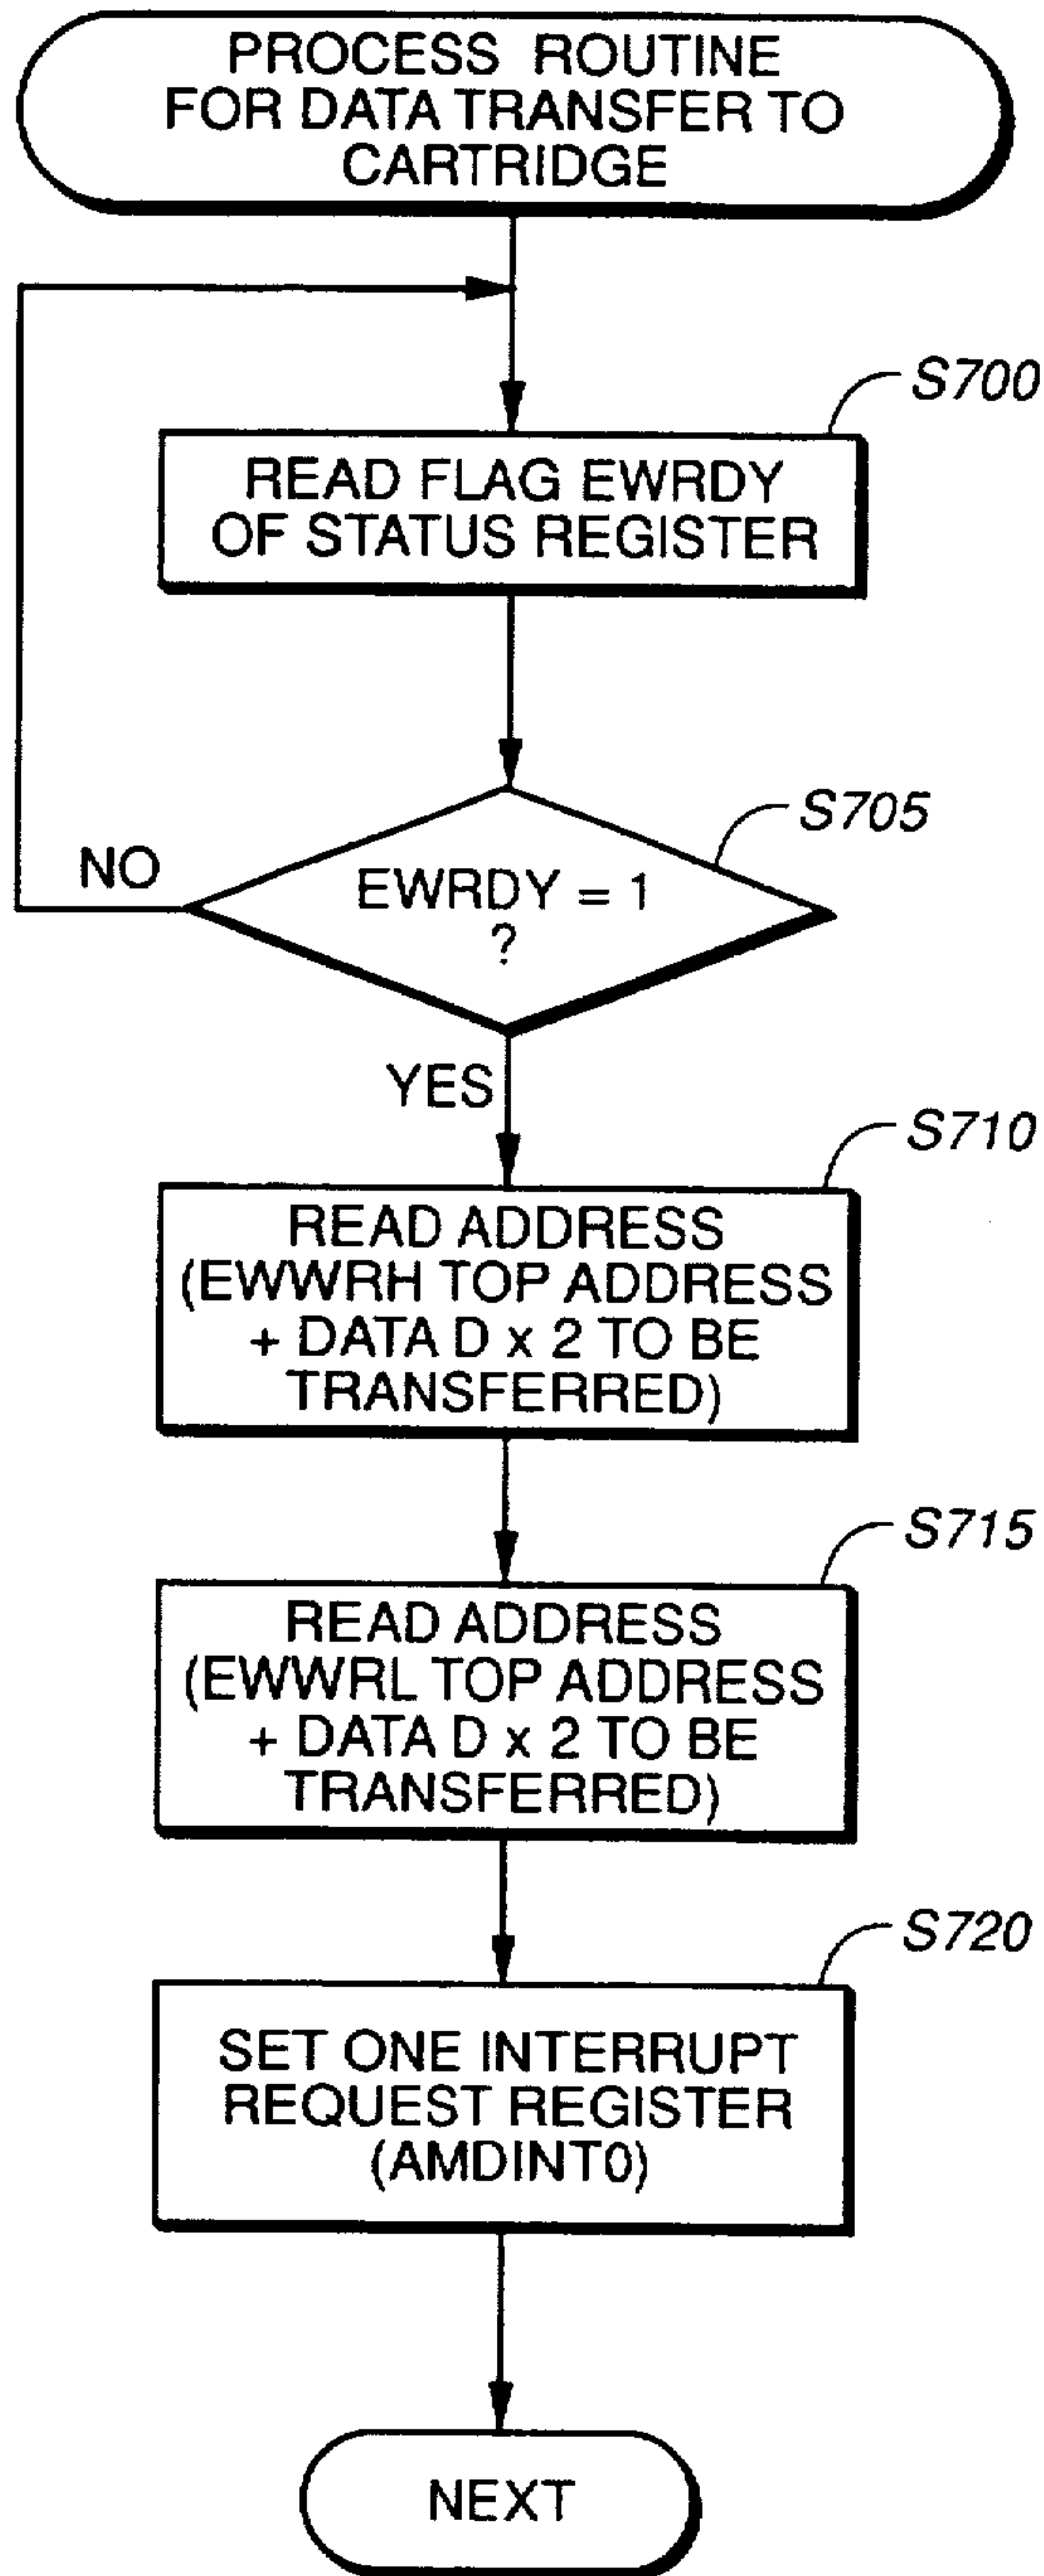 PROCESS ROUTINE
FOR DATA TRANSFER TO
CARTRIDGE
S700
READ FLAG EWRDY
OF STATUS REGISTER
S705
NO
EWRDY = 1
?
YES
S710
READ ADDRESS
(EWWRH TOP ADDRESS
+ DATA D x 2 TO BE
TRANSFERRED)
S715
READ ADDRESS
(EWWRL TOP ADDRESS
+ DATA D x 2 TO BE
TRANSFERRED)
S720
SET ONE INTERRUPT
REQUEST REGISTER
(AMDINT0)
NEXT